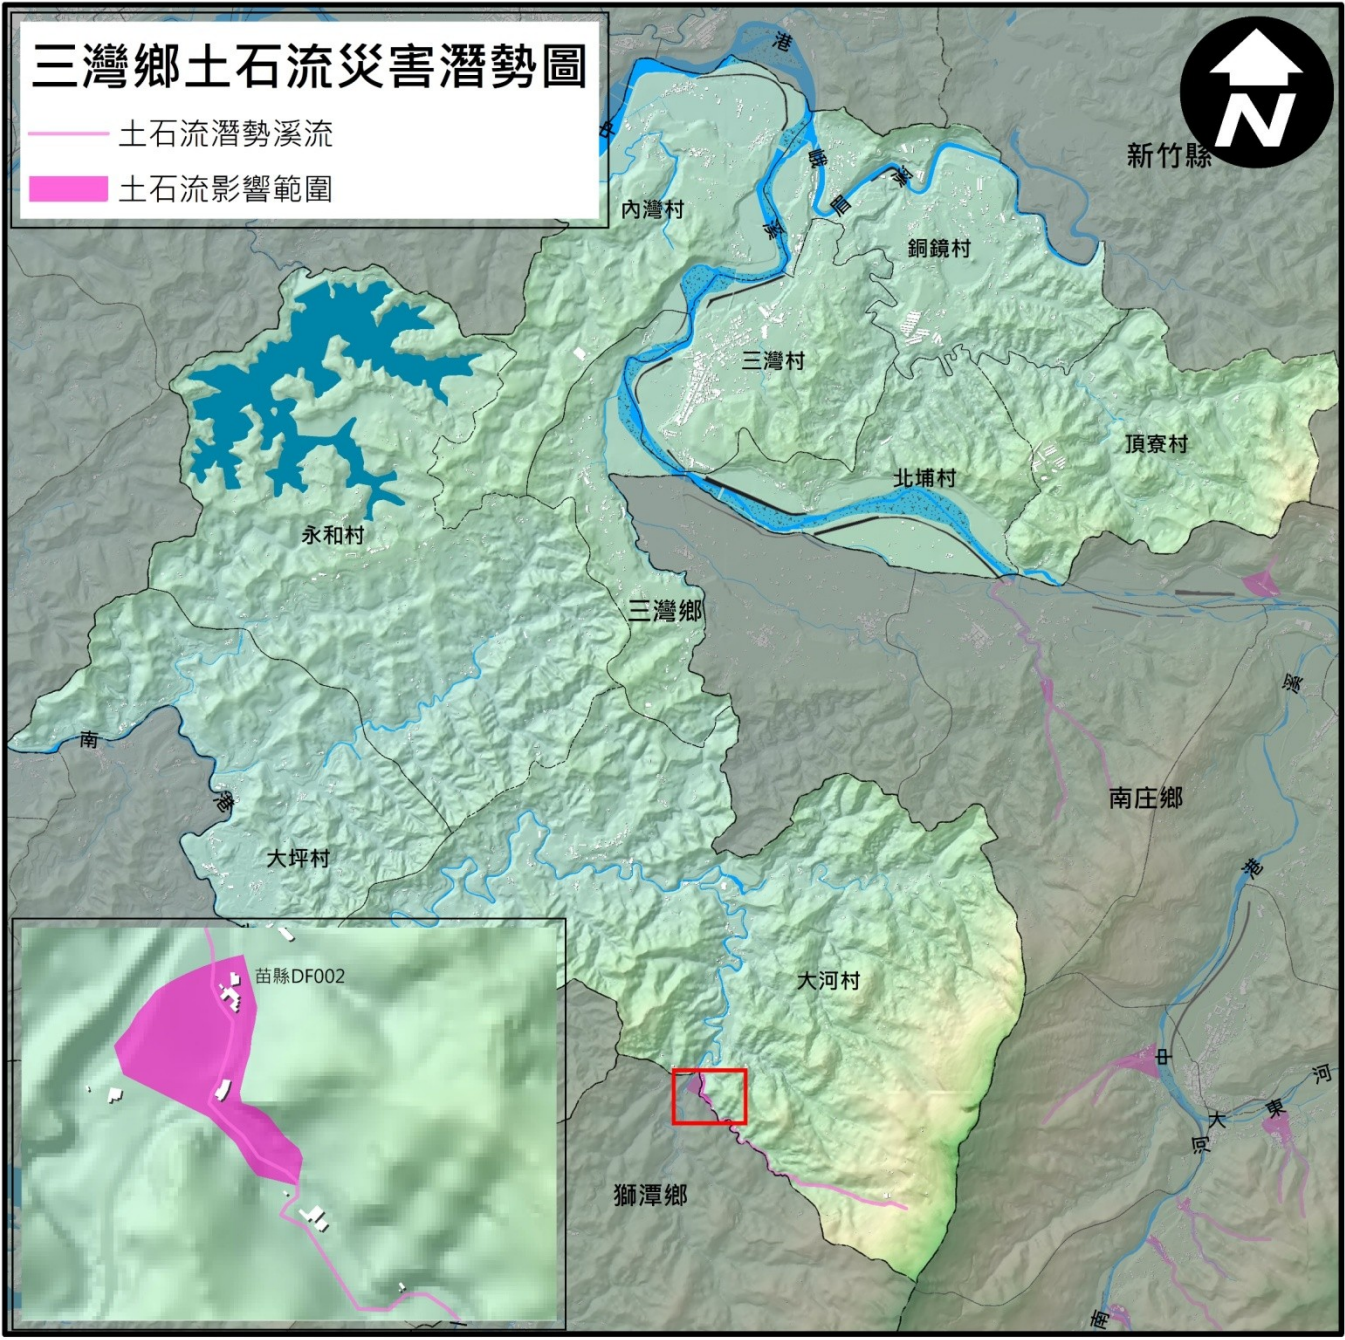 三灣鄉土石流災害潛勢圖
土石流潛勢溪流
土石流影響範圍
N
新竹縣
港
中
峨
眉
溪
溪
內灣村
銅鏡村
三灣村
頂寮村
北埔村
永和村
三灣鄉
溪
南
港
南庄鄉
大坪村
港
大河村
苗縣DF002
中
河
東
大
河
獅潭鄉
南